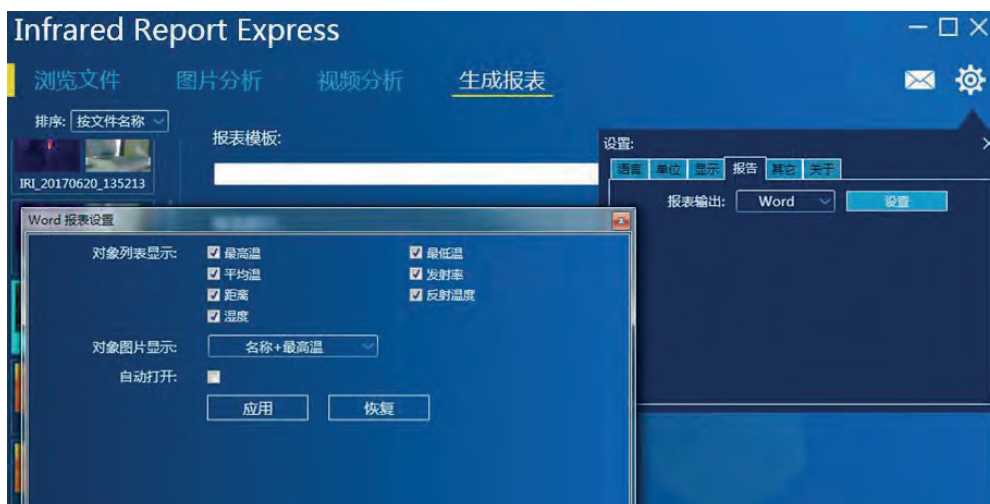 Infrared Report Express
浏览文件 图片分析 视频分析 生成报表
排序: 按文件名称
报表模板:
IRI_20170620_135213
设置:
语言 单位 显示 报告 其它 关于
报表输出: Word 设置
Word 报表设置
对象列表显示: 最高温 最低温
平均温 发射率
距离 反射温度
湿度
对象图片显示: 名称+最高温
自动打开:
应用 恢复